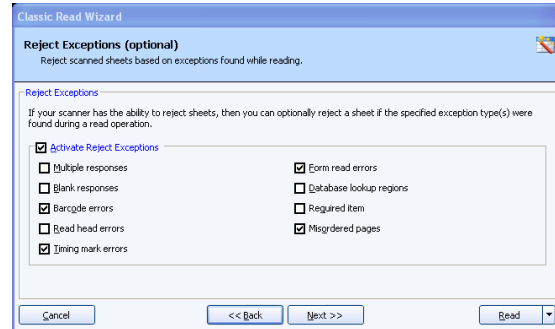 Classic Read Wizard
Reject Exceptions (optional)
Reject scanned sheets based on exceptions found while reading.
Reject Exceptions
If your scanner has the ability to reject sheets, then you can optionally reject a sheet if the specified exception type(s) were
found during a read operation.
Activate Reject Exceptions
Multiple responses
Form read errors
Blank responses
Database lookup regions
Barcode errors
Required item
Read head errors
Misordered pages
Timing mark errors
Cancel
<< Back
Next >>
Read